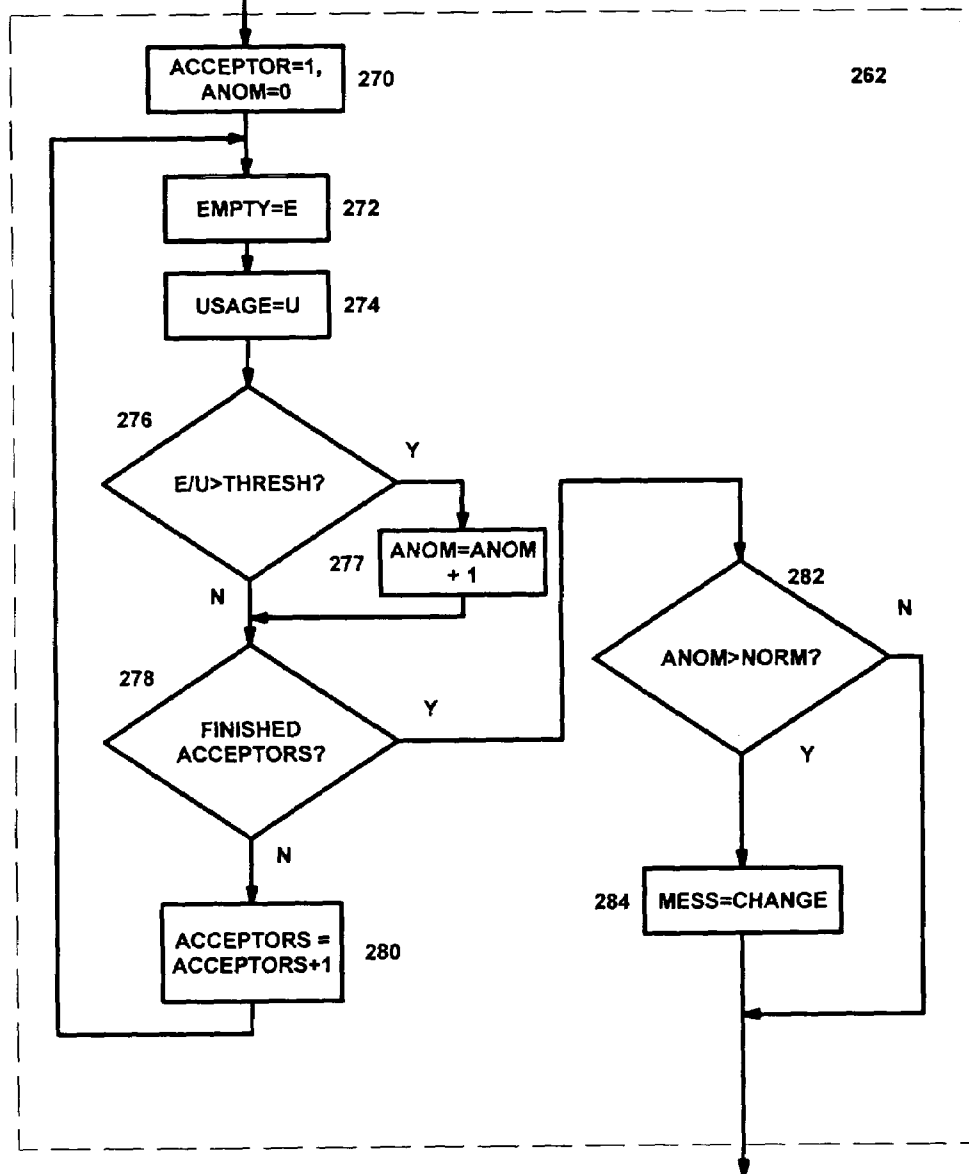 ACCEPTOR=1,
ANOM=0
270
262
EMPTY=E
272
USAGE=U
274
276
E/U>THRESH?
Y
N
277
ANOM=ANOM
+ 1
278
FINISHED
ACCEPTORS?
Y
N
ACCEPTORS =
ACCEPTORS+1
280
282
ANOM>NORM?
N
Y
284
MESS=CHANGE